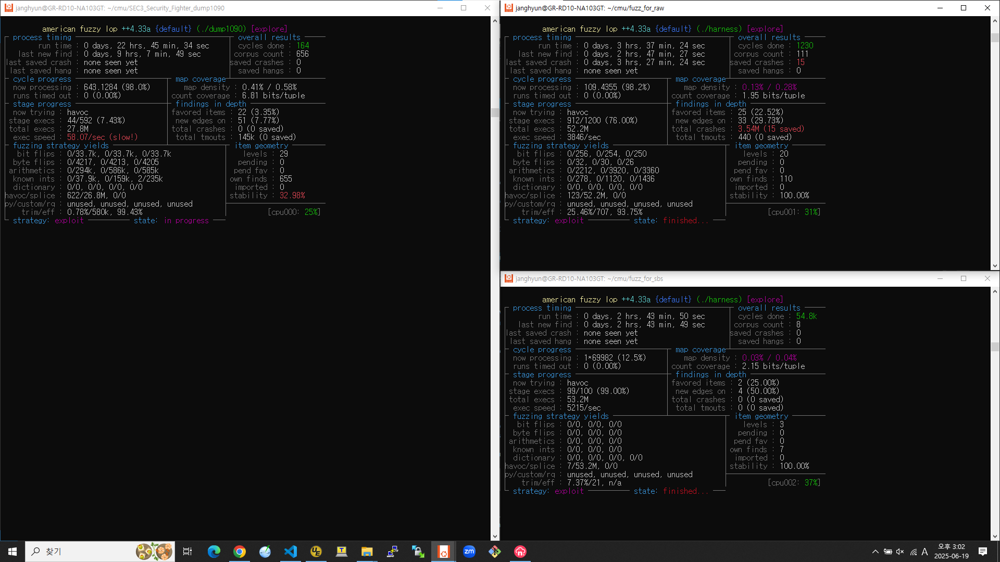 janghyun@GR-RD10-NA103GT: ~/cmu/SEC3_Security_Fighter_dump1090
american fuzzy lop ++4.33a {default} (./dump1090) [explore]
process timing
overall results
run time : 0 days, 22 hrs, 45 min, 34 sec
cycles done : 164
last new find : 0 days, 9 hrs, 7 min, 49 sec
corpus count : 656
last saved crash : none seen yet
saved crashes : 0
last saved hang : none seen yet
saved hangs : 0
cycle progress
map coverage
now processing : 643.1284 (98.0%)
map density : 0.41% / 0.58%
runs timed out : 0 (0.00%)
count coverage : 6.81 bits/tuple
stage progress
findings in depth
now trying : havoc
favored items : 22 (3.35%)
stage execs : 44/592 (7.43%)
new edges on : 51 (7.77%)
total execs : 27.8M
total crashes : 0 (0 saved)
exec speed : 58.07/sec (slow!)
total tmouts : 145k (0 saved)
fuzzing strategy yields
item geometry
bit flips : 0/33.7k, 0/33.7k, 0/33.7k
levels : 29
byte flips : 0/4217, 0/4213, 0/4205
pending : 0
arithmetics : 0/294k, 0/586k, 0/585k
pend fav : 0
known ints : 0/37.9k, 0/159k, 2/235k
own finds : 655
dictionary : 0/0, 0/0, 0/0, 0/0
imported : 0
havoc/splice : 622/26.8M, 0/0
stability : 32.98%
py/custom/rq : unused, unused, unused, unused
trim/eff : 0.78%/580k, 99.43%
[cpu000: 25%]
strategy: exploit
state: in progress
janghyun@GR-RD10-NA103GT: ~/cmu/fuzz_for_raw
american fuzzy lop ++4.33a {default} (./harness) [explore]
process timing
overall results
run time : 0 days, 3 hrs, 37 min, 24 sec
cycles done : 1230
last new find : 0 days, 2 hrs, 47 min, 27 sec
corpus count : 111
last saved crash : 0 days, 3 hrs, 27 min, 24 sec
saved crashes : 15
last saved hang : none seen yet
saved hangs : 0
cycle progress
map coverage
now processing : 109.4355 (98.2%)
map density : 0.13% / 0.28%
runs timed out : 0 (0.00%)
count coverage : 1.95 bits/tuple
stage progress
findings in depth
now trying : havoc
favored items : 25 (22.52%)
stage execs : 912/1200 (76.00%)
new edges on : 33 (29.73%)
total execs : 52.2M
total crashes : 3.54M (15 saved)
exec speed : 3846/sec
total tmouts : 440 (0 saved)
fuzzing strategy yields
item geometry
bit flips : 0/256, 0/254, 0/250
levels : 20
byte flips : 0/32, 0/30, 0/26
pending : 0
arithmetics : 0/2212, 0/3920, 0/3360
pend fav : 0
known ints : 0/278, 0/1120, 0/1436
own finds : 110
dictionary : 0/0, 0/0, 0/0, 0/0
imported : 0
havoc/splice : 123/52.2M, 0/0
stability : 100.00%
py/custom/rq : unused, unused, unused, unused
trim/eff : 25.46%/707, 93.75%
[cpu001: 31%]
strategy: exploit
state: finished...
janghyun@GR-RD10-NA103GT: ~/cmu/fuzz_for_sbs
american fuzzy lop ++4.33a {default} (./harness) [explore]
process timing
overall results
run time : 0 days, 2 hrs, 43 min, 50 sec
cycles done : 54.8k
last new find : 0 days, 2 hrs, 43 min, 49 sec
corpus count : 8
last saved crash : none seen yet
saved crashes : 0
last saved hang : none seen yet
saved hangs : 0
cycle progress
map coverage
now processing : 1*69982 (12.5%)
map density : 0.03% / 0.04%
runs timed out : 0 (0.00%)
count coverage : 2.15 bits/tuple
stage progress
findings in depth
now trying : havoc
favored items : 2 (25.00%)
stage execs : 99/100 (99.00%)
new edges on : 4 (50.00%)
total execs : 53.2M
total crashes : 0 (0 saved)
exec speed : 5215/sec
total tmouts : 0 (0 saved)
fuzzing strategy yields
item geometry
bit flips : 0/0, 0/0, 0/0
levels : 3
byte flips : 0/0, 0/0, 0/0
pending : 0
arithmetics : 0/0, 0/0, 0/0
pend fav : 0
known ints : 0/0, 0/0, 0/0
own finds : 7
dictionary : 0/0, 0/0, 0/0, 0/0
imported : 0
havoc/splice : 7/53.2M, 0/0
stability : 100.00%
py/custom/rq : unused, unused, unused, unused
trim/eff : 7.37%/21, n/a
[cpu002: 37%]
strategy: exploit
state: finished...
찾기
UE
T
zm
A
오후 3:02
2025-06-19